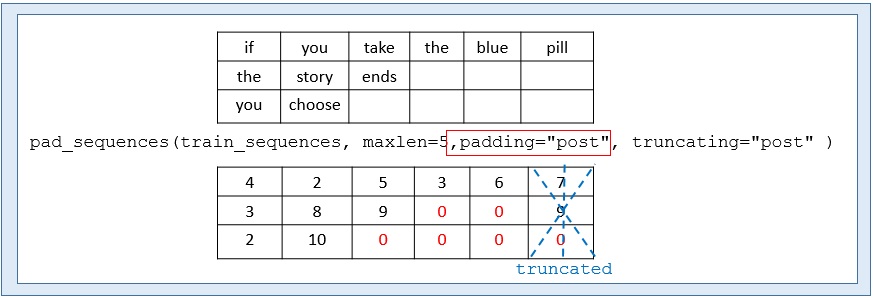 if you take the blue pill
the story ends
you choose
pad_sequences(train_sequences, maxlen=5,padding="post", truncating="post" )
4 2 5 3 6 7
3 8 9 0 0 9
2 10 0 0 0 0
truncated